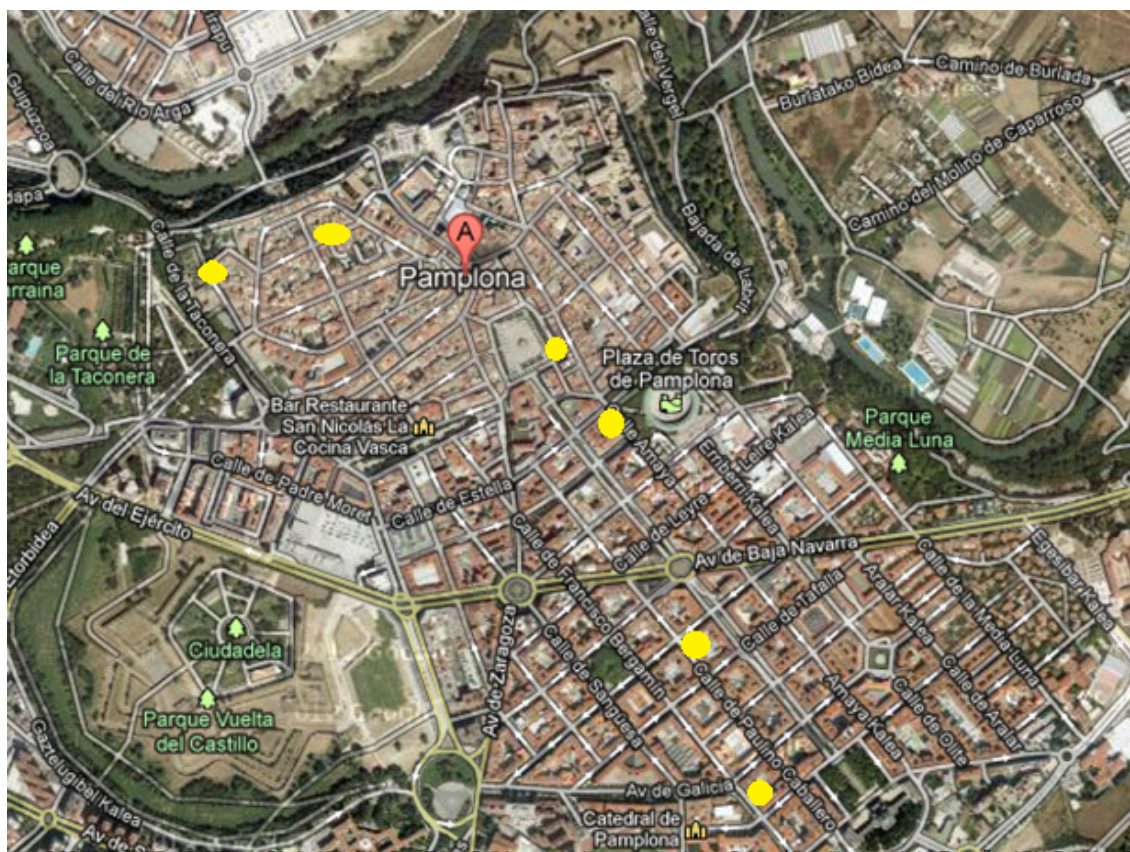 Irapu
Calle del Río Arga
Guipúzcoa
Calle del Vergel
Burlatako Bidea
Camino de Burlada
Camino del Molino de Caparroso
Bajada de Labrit
A
Pamplona
Calle de la Taconera
Parque de
la Taconera
Plaza de Toros
de Pamplona
Bar Restaurante
San Nicolás La
Cocina Vasca
Parque
Media Luna
Calle de Padre Moret
Calle de Estella
Calle de Leyre
Amaya
Leire Kalea
Av del Ejército
Av de Baja Navarra
Calle de Francisco Bergamín
Calle de Sangüesa
Av de Zaragoza
Calle de Tafalla
Aralar Kalea
Calle de la Media Luna
Egesibar Kalea
Ciudadela
Parque Vuelta
del Castillo
Calle de Paulino Caballero
Amaya Kalea
Calle de Olite
Calle de Aralar
Gaztelugibel Kalea
Av de Galicia
Catedral de
Pamplona